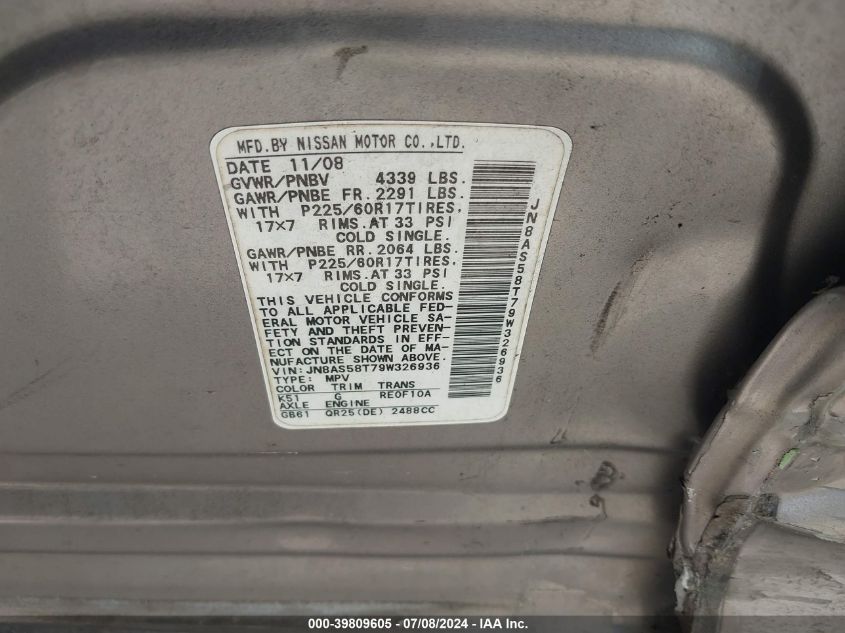 MFD.BY NISSAN MOTOR CO.,LTD.
DATE 11/08
GVWR/PNBV 4339 LBS.
GAWR/PNBE FR. 2291 LBS.
WITH P225/60R17TIRES,
17×7 RIMS.AT 33 PSI
COLD SINGLE.
GAWR/PNBE RR. 2064 LBS.
WITH P225/60R17TIRES,
17×7 RIMS.AT 33 PSI
COLD SINGLE.
THIS VEHICLE CONFORMS
TO ALL APPLICABLE FED-
ERAL MOTOR VEHICLE SA-
FETY AND THEFT PREVEN-
TION STANDARDS IN EFF-
ECT ON THE DATE OF MA-
NUFACTURE SHOWN ABOVE.
VIN: JN8AS58T79W326936
TYPE: MPV
COLOR TRIM TRANS
K51 G RE0F10A
AXLE ENGINE
GB61 QR25(DE) 2488CC
JN8AS58T79W326936
000-39809605 - 07/08/2024 - IAA Inc.